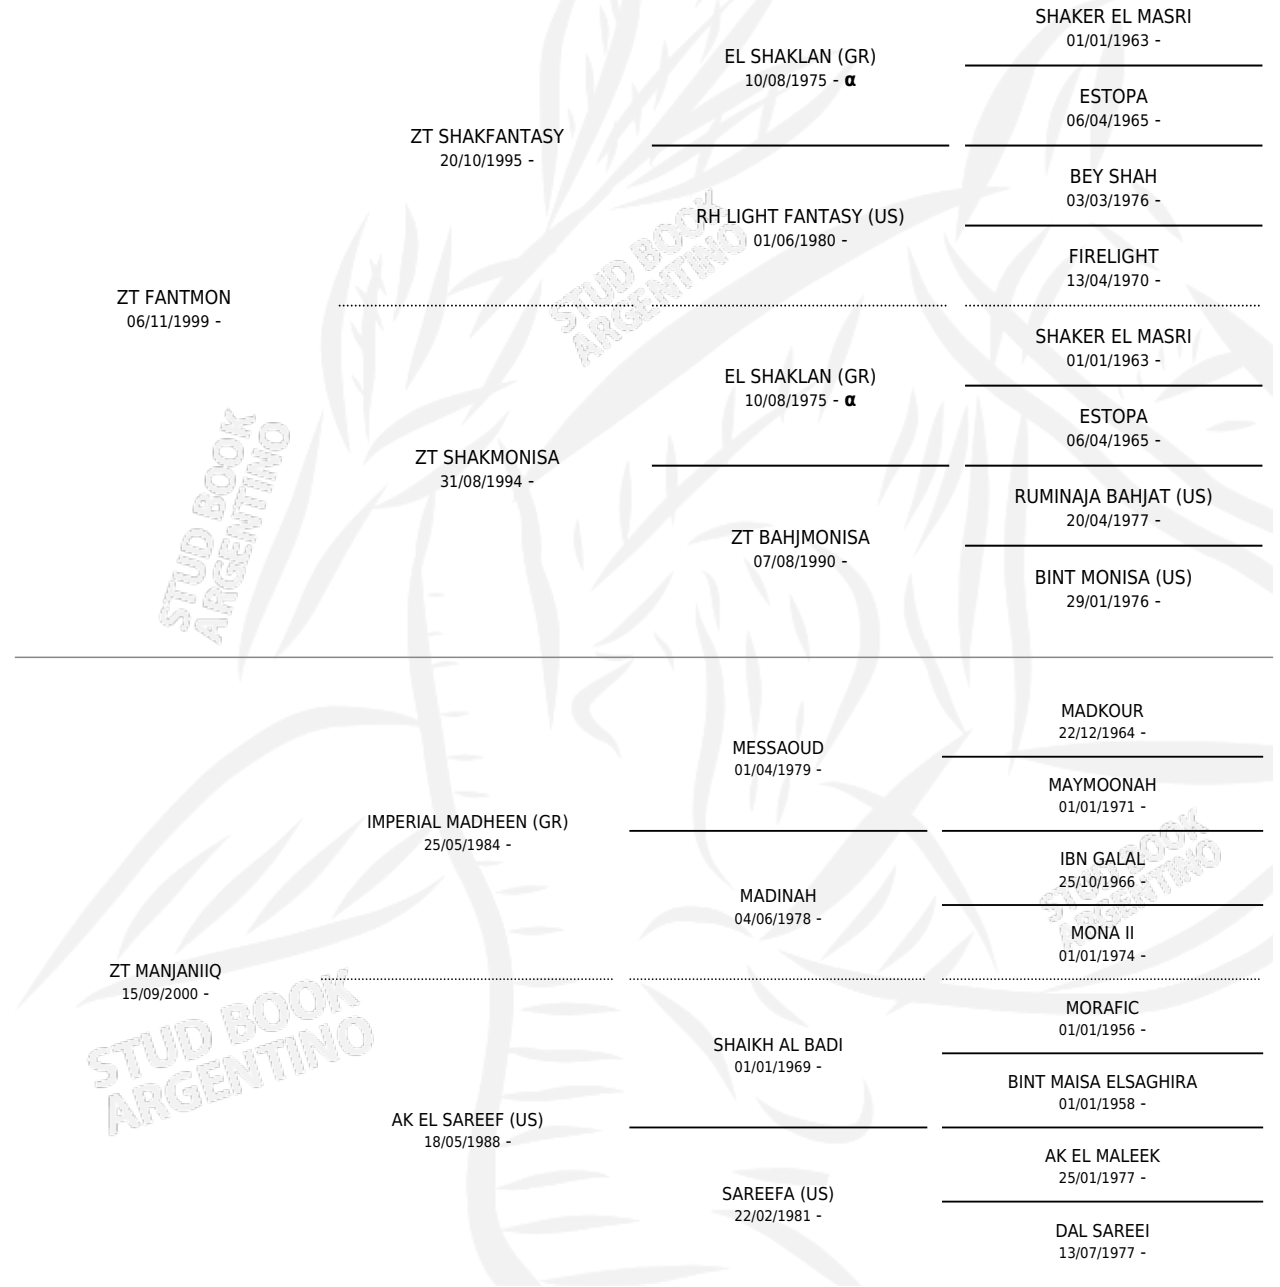 SHAKER EL MASRI
01/01/1963 -
EL SHAKLAN (GR)
10/08/1975 - α
ESTOPA
06/04/1965 -
ZT SHAKFANTASY
20/10/1995 -
BEY SHAH
03/03/1976 -
RH LIGHT FANTASY (US)
01/06/1980 -
FIRELIGHT
13/04/1970 -
ZT FANTMON
06/11/1999 -
SHAKER EL MASRI
01/01/1963 -
EL SHAKLAN (GR)
10/08/1975 - α
ESTOPA
06/04/1965 -
ZT SHAKMONISA
31/08/1994 -
RUMINAJA BAHJAT (US)
20/04/1977 -
ZT BAHJMONISA
07/08/1990 -
BINT MONISA (US)
29/01/1976 -
MADKOUR
22/12/1964 -
MESSAOUD
01/04/1979 -
MAYMOONAH
01/01/1971 -
IMPERIAL MADHEEN (GR)
25/05/1984 -
IBN GALAL
25/10/1966 -
MADINAH
04/06/1978 -
MONA II
01/01/1974 -
ZT MANJANIIQ
15/09/2000 -
MORAFIC
01/01/1956 -
SHAIKH AL BADI
01/01/1969 -
BINT MAISA ELSAGHIRA
01/01/1958 -
AK EL SAREEF (US)
18/05/1988 -
AK EL MALEEK
25/01/1977 -
SAREEFA (US)
22/02/1981 -
DAL SAREEI
13/07/1977 -
STUD BOOK
ARGENTINO
STUD BOOK
ARGENTINO
STUD BOOK
ARGENTINO
STUD BOOK
ARGENTINO